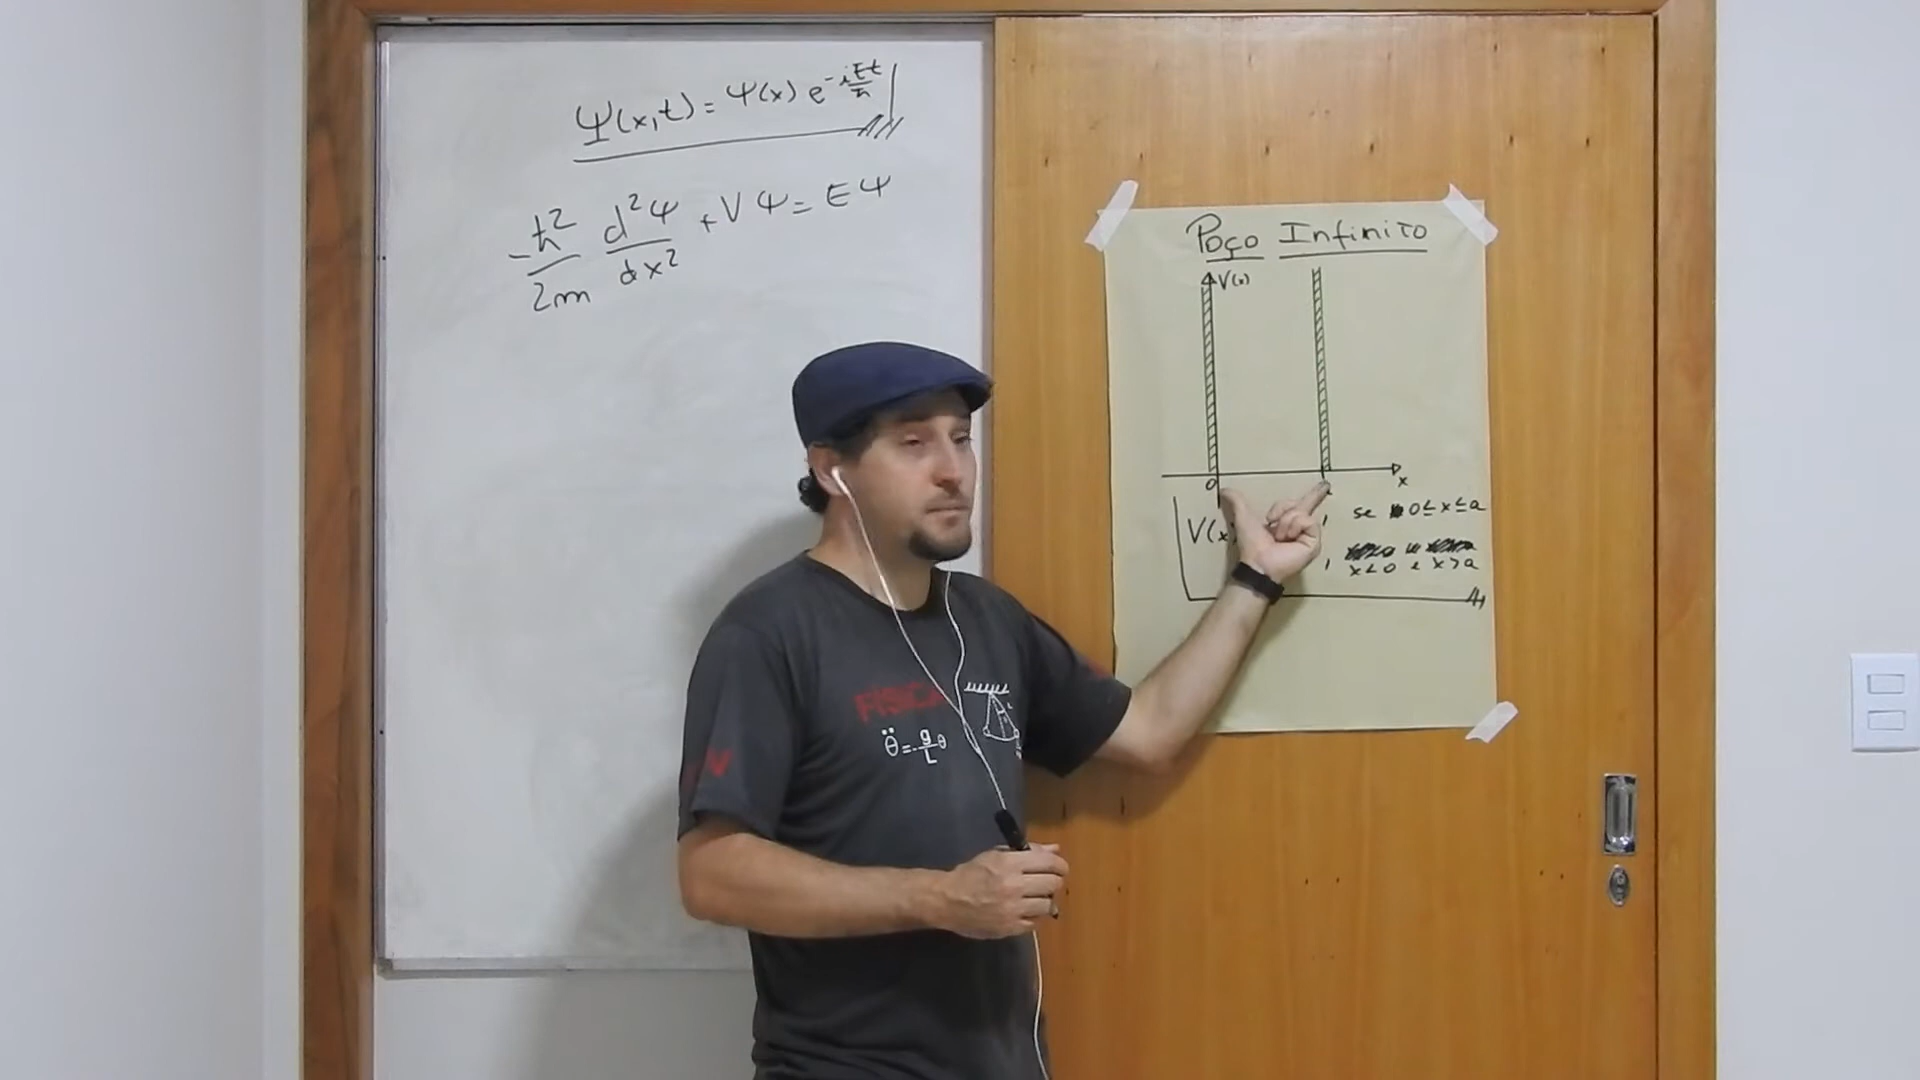 Ψ(x,t) = Ψ(x) e^(-iEt/ħ)
-ħ²/2m d²Ψ/dx² + VΨ = EΨ
Poço Infinito
V(x)
0
x
V(x)
, se 0≤x≤a
, x<0 e x>a
FÍSICA
θ̈=-g/L θ
L